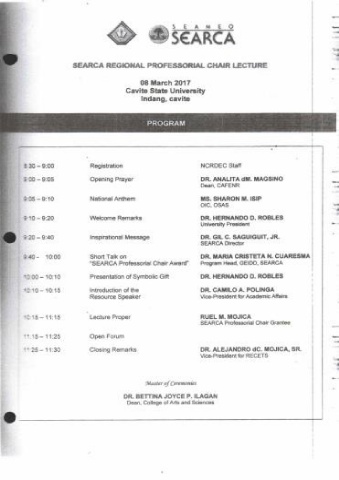 SEAMEO
SEARCA
SEARCA REGIONAL PROFESSORIAL CHAIR LECTURE
08 March 2017
Cavite State University
Indang, cavite
PROGRAM
8:30 – 9:00 Registration NCRDEC Staff
9:00 – 9:05 Opening Prayer DR. ANALITA dM. MAGSINO
Dean, CAFENR
9:05 – 9:10 National Anthem MS. SHARON M. ISIP
OIC, OSAS
9:10 – 9:20 Welcome Remarks DR. HERNANDO D. ROBLES
University President
9:20 – 9:40 Inspirational Message DR. GIL C. SAGUIGUIT, JR.
SEARCA Director
9:40 – 10:00 Short Talk on DR. MARIA CRISTETA N. CUARESMA
"SEARCA Professorial Chair Award" Program Head, GEIDO, SEARCA
10:00 – 10:10 Presentation of Symbolic Gift DR. HERNANDO D. ROBLES
10:10 – 10:15 Introduction of the DR. CAMILO A. POLINGA
Resource Speaker Vice-President for Academic Affairs
10:15 – 11:15 Lecture Proper RUEL M. MOJICA
SEARCA Professorial Chair Grantee
11:15 – 11:25 Open Forum
11:25 – 11:30 Closing Remarks DR. ALEJANDRO dC. MOJICA, SR.
Vice-President for RECETS
Master of Ceremonies
DR. BETTINA JOYCE P. ILAGAN
Dean, College of Arts and Sciences